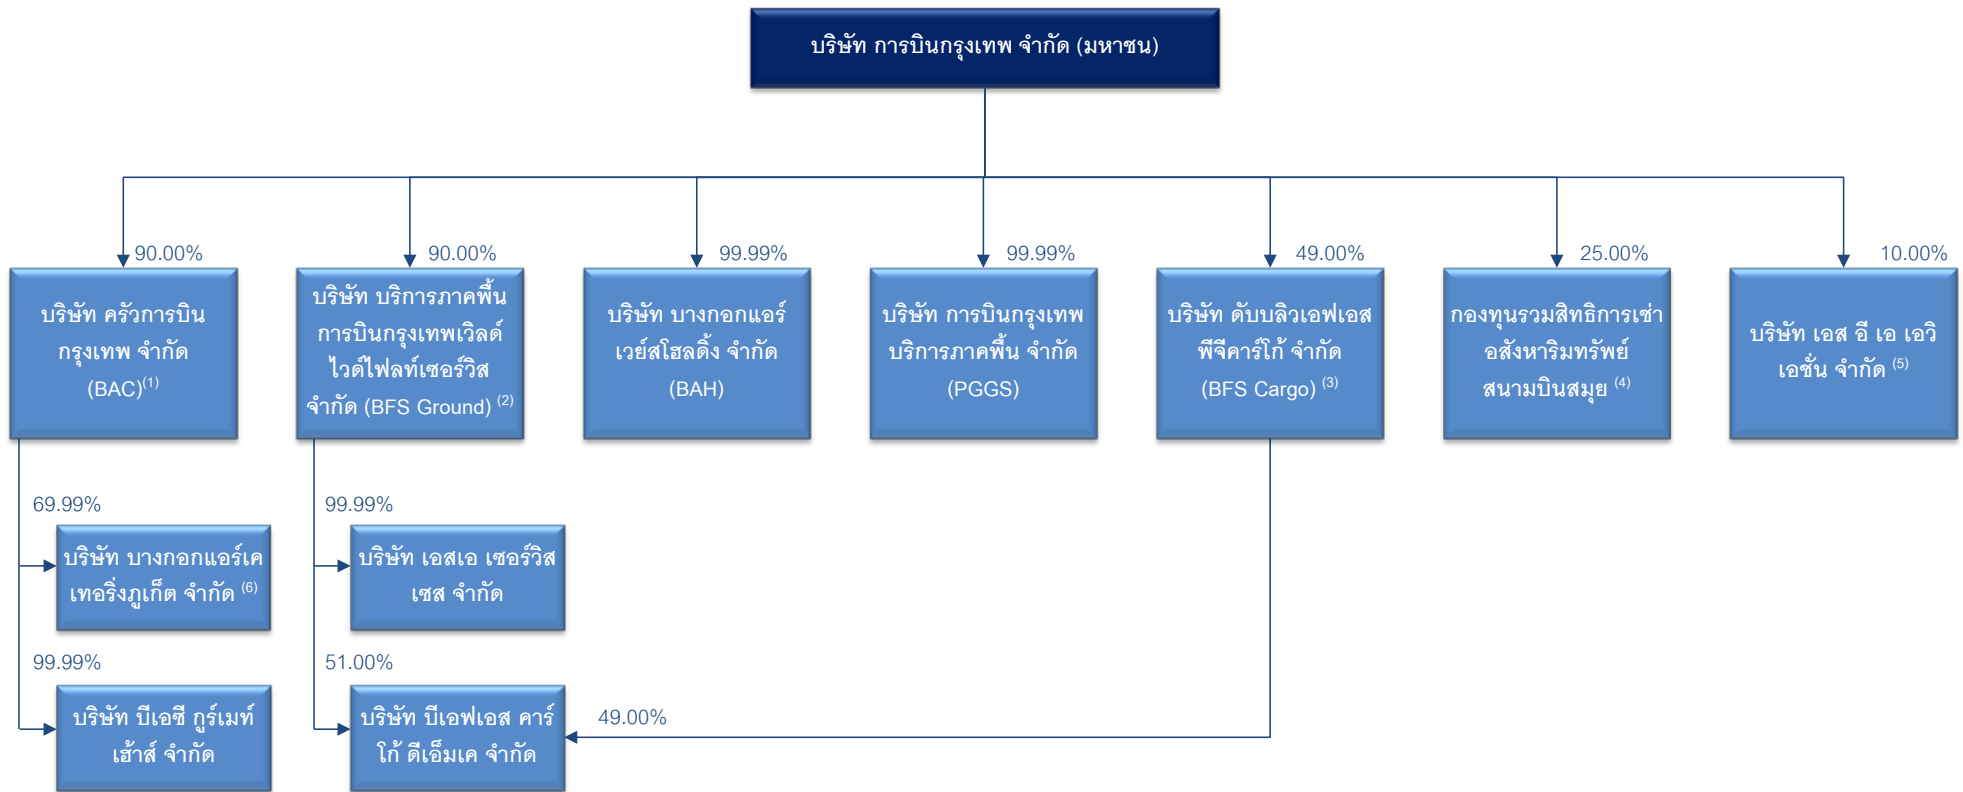 บริษัท การบินกรุงเทพ จำกัด (มหาชน)
90.00%
90.00%
99.99%
99.99%
49.00%
25.00%
10.00%
บริษัท ครัวการบิน
กรุงเทพ จำกัด
(BAC)(1)
บริษัท บริการภาคพื้น
การบินกรุงเทพเวิลด์
ไวด์ไฟลท์เซอร์วิส
จำกัด (BFS Ground) (2)
บริษัท บางกอกแอร์
เวย์สโฮลดิ้ง จำกัด
(BAH)
บริษัท การบินกรุงเทพ
บริการภาคพื้น จำกัด
(PGGS)
บริษัท ดับบลิวเอฟเอส
พีจีคาร์โก้ จำกัด
(BFS Cargo) (3)
กองทุนรวมสิทธิการเช่า
อสังหาริมทรัพย์
สนามบินสมุย (4)
บริษัท เอส อี เอ เอวิ
เอชั่น จำกัด (5)
69.99%
บริษัท บางกอกแอร์เค
เทอริ่งภูเก็ต จำกัด (6)
99.99%
บริษัท บีเอซี กูร์เมท์
เฮ้าส์ จำกัด
99.99%
บริษัท เอสเอ เซอร์วิส
เซส จำกัด
51.00%
บริษัท บีเอฟเอส คาร์
โก้ ดีเอ็มเค จำกัด
49.00%